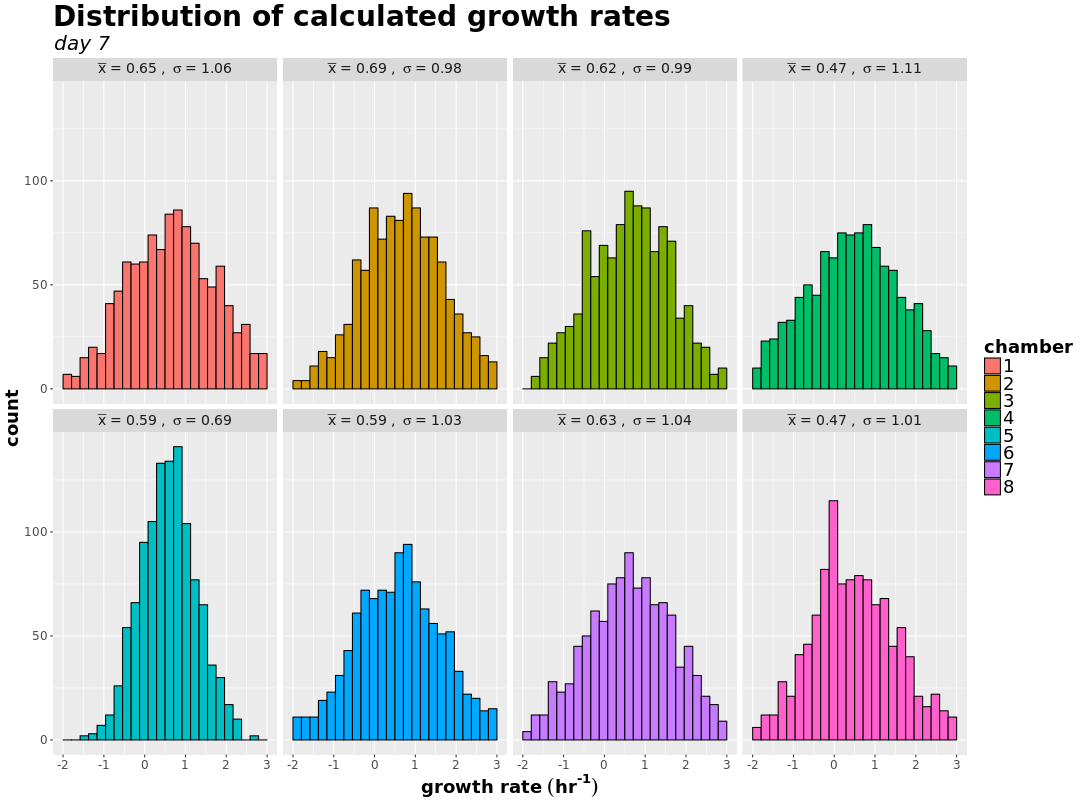 Distribution of calculated growth rates
day 7
x̅ = 0.65 , σ = 1.06
x̅ = 0.69 , σ = 0.98
x̅ = 0.62 , σ = 0.99
x̅ = 0.47 , σ = 1.11
100
50
0
x̅ = 0.59 , σ = 0.69
x̅ = 0.59 , σ = 1.03
x̅ = 0.63 , σ = 1.04
x̅ = 0.47 , σ = 1.01
100
50
0
-2 -1 0 1 2 3
-2 -1 0 1 2 3
-2 -1 0 1 2 3
-2 -1 0 1 2 3
growth rate (hr⁻¹)
count
chamber
1
2
3
4
5
6
7
8